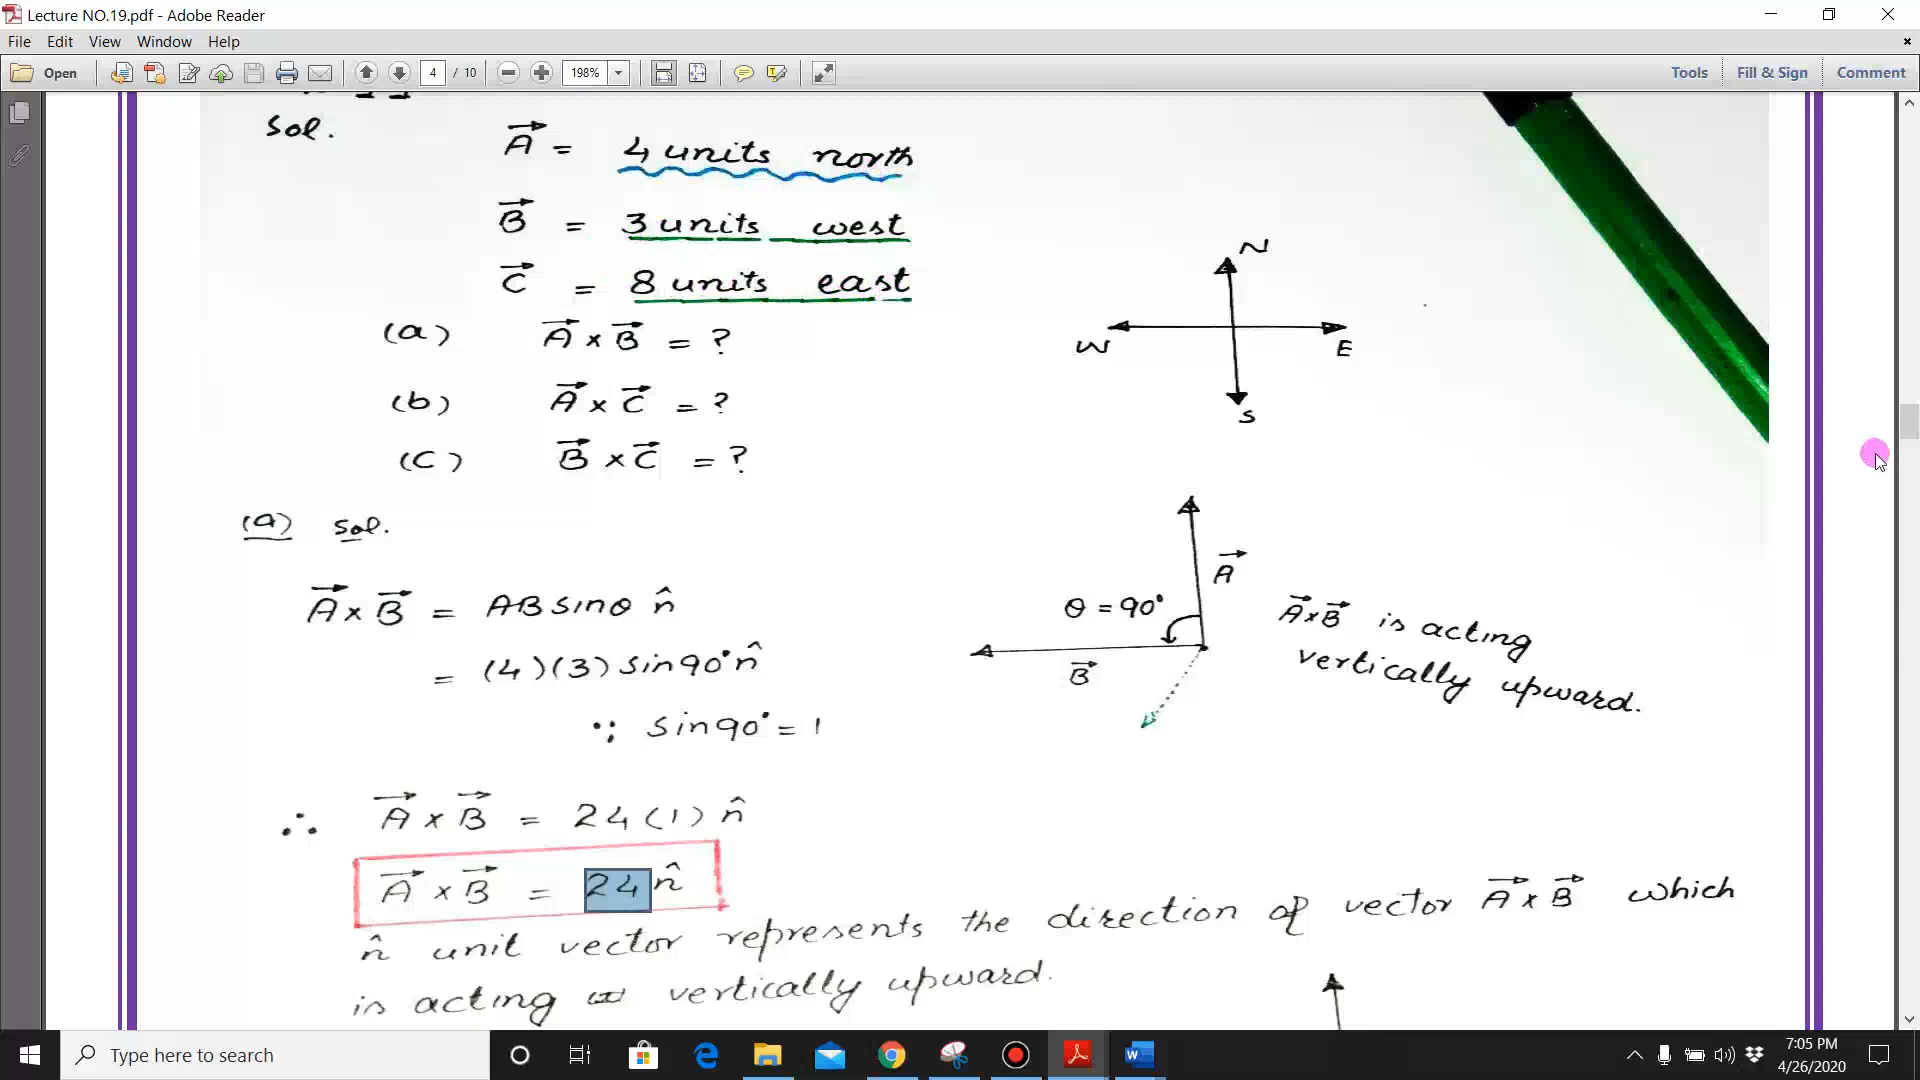 Lecture NO.19.pdf - Adobe Reader
File Edit View Window Help
Open 4 / 10 198% Tools Fill & Sign Comment
Sol.
A⃗ = 4 units north
B⃗ = 3 units west
C⃗ = 8 units east
N
W E
S
(a) A⃗ × B⃗ = ?
(b) A⃗ × C⃗ = ?
(C) B⃗ × C⃗ = ?
(a) Sol.
A⃗ × B⃗ = AB sinθ n̂
= (4)(3) sin90° n̂
∵ sin90° = 1
θ = 90°
A⃗
B⃗
A⃗×B⃗ is acting
vertically upward.
∴ A⃗ × B⃗ = 24 (1) n̂
A⃗ × B⃗ = 24 n̂
n̂ unit vector represents the direction of vector A⃗ × B⃗ which
is acting vertically upward.
Type here to search
7:05 PM
4/26/2020